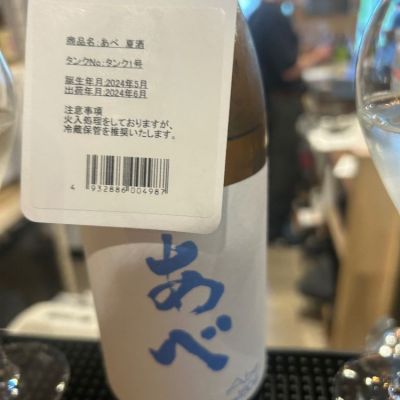 商品名:あべ 夏酒
タンクNo:タンク1号
誕生年月:2024年5月
出荷年月:2024年6月
注意事項
火入処理をしておりますが、
冷蔵保管を推奨いたします。
4 932886 004987
あべ